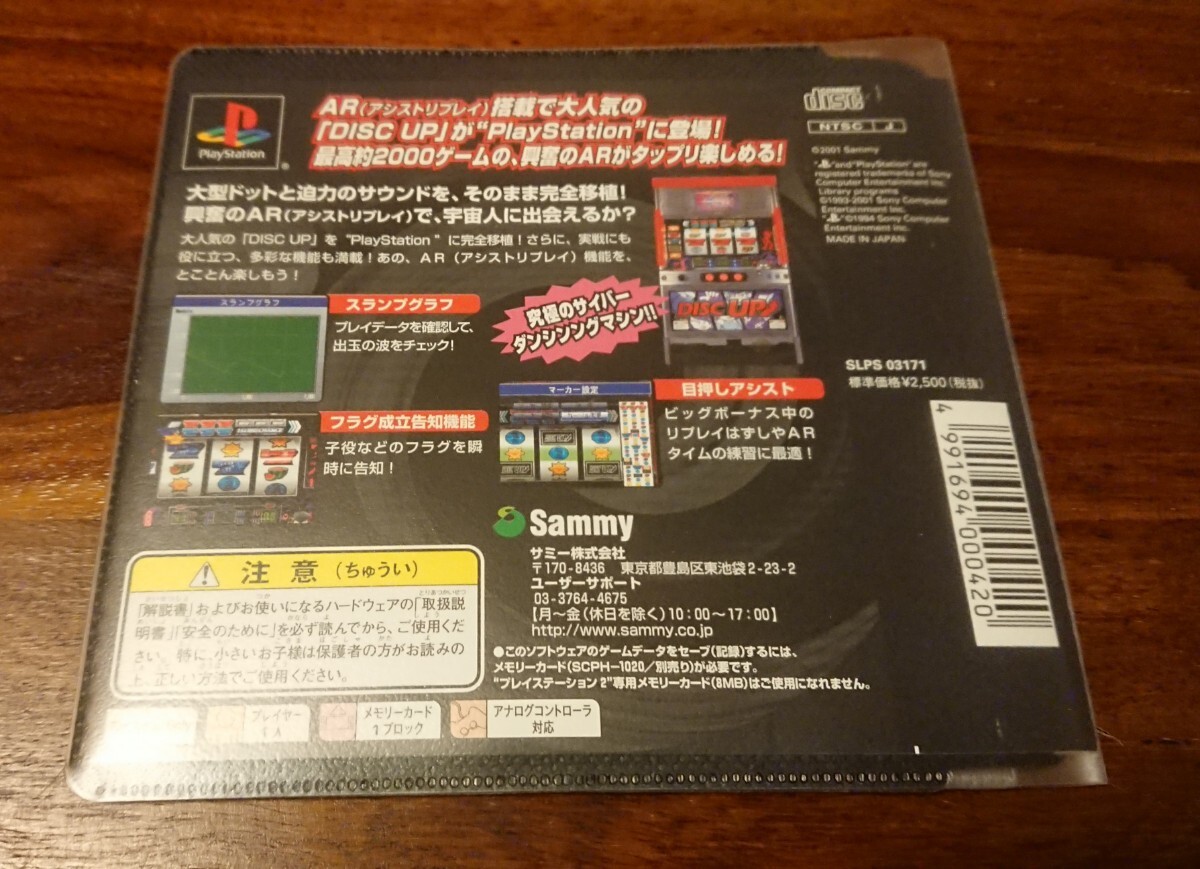 PlayStation
AR(アシストリプレイ)搭載で大人気の
「DISC UP」が“PlayStation”に登場!
最高約2000ゲームの、興奮のARがタップリ楽しめる!
COMPACT
disc
NTSC J
©2001 Sammy
" " and "PlayStation" are
registered trademarks of Sony
Computer Entertainment Inc.
Library programs
©1993-2001 Sony Computer
Entertainment Inc.
" " ©1994 Sony Computer
Entertainment Inc.
MADE IN JAPAN
大型ドットと迫力のサウンドを、そのまま完全移植!
興奮のAR(アシストリプレイ)で、宇宙人に出会えるか?
大人気の「DISC UP」を “PlayStation ” に完全移植!さらに、実戦にも
役に立つ、多彩な機能も満載!あの、AR(アシストリプレイ)機能を、
とことん楽しもう!
スランプグラフ
スランプグラフ
プレイデータを確認して、
出玉の波をチェック!
究極のサイバー
ダンシングマシン!!
DISC UP!
SLPS 03171
標準価格¥2,500(税抜)
フラグ成立告知機能
子役などのフラグを瞬
時に告知!
マーカー設定
目押しアシスト
ビッグボーナス中の
リプレイはずしやAR
タイムの練習に最適!
4 991694 000420
Sammy
サミー株式会社
〒170-8436 東京都豊島区東池袋2-23-2
ユーザーサポート
03-3764-4675
【月~金(休日を除く)10:00~17:00】
http://www.sammy.co.jp
●このソフトウェアのゲームデータをセーブ(記録)するには、
メモリーカード(SCPH-1020/別売り)が必要です。
“プレイステーション 2”専用メモリーカード(8MB)はご使用になれません。
注意(ちゅうい)
「解説書」およびお使いになるハードウェアの「取扱説
明書」「安全のために」を必ず読んでから、ご使用くだ
さい。特に、小さいお子様は保護者の方がお読みの
上、正しい方法でご使用ください。
プレイヤー
1人
メモリーカード
1ブロック
アナログコントローラ
対応